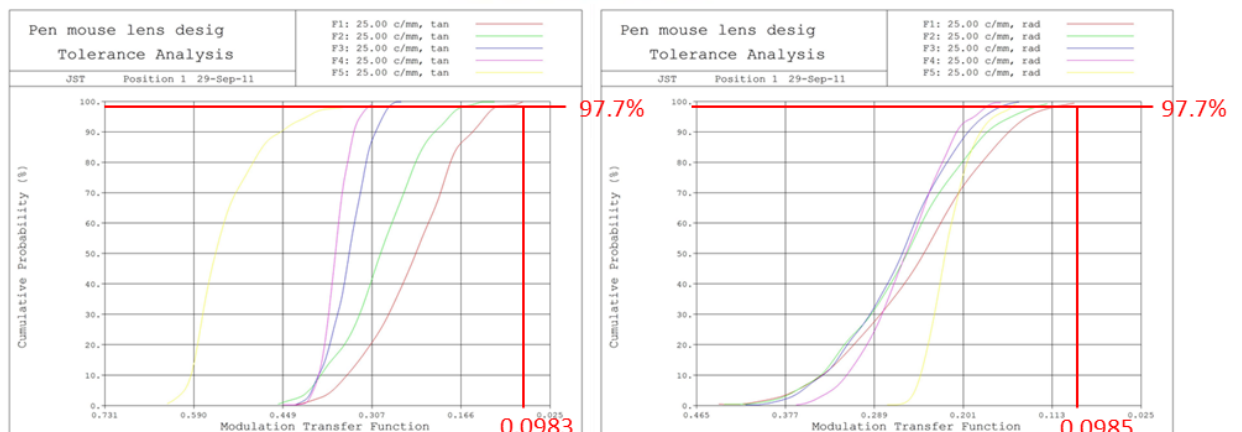 Pen mouse lens desig
Tolerance Analysis
JST Position 1 29-Sep-11
F1: 25.00 c/mm, tan
F2: 25.00 c/mm, tan
F3: 25.00 c/mm, tan
F4: 25.00 c/mm, tan
F5: 25.00 c/mm, tan
97.7%
Cumulative Probability (%)
100.
90.
80.
70.
60.
50.
40.
30.
20.
10.
0.
0.731 0.590 0.449 0.307 0.166 0.025
Modulation Transfer Function
0.0983
Pen mouse lens desig
Tolerance Analysis
JST Position 1 29-Sep-11
F1: 25.00 c/mm, rad
F2: 25.00 c/mm, rad
F3: 25.00 c/mm, rad
F4: 25.00 c/mm, rad
F5: 25.00 c/mm, rad
97.7%
Cumulative Probability (%)
100.
90.
80.
70.
60.
50.
40.
30.
20.
10.
0.
0.465 0.377 0.289 0.201 0.113 0.025
Modulation Transfer Function
0.0985